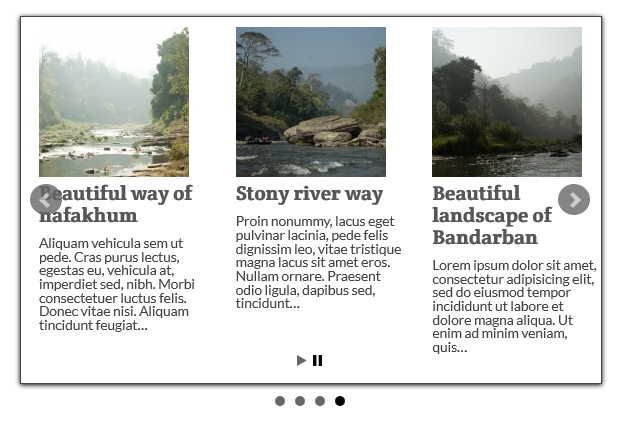 Beautiful way of
nafakhum
Aliquam vehicula sem ut
pede. Cras purus lectus,
egestas eu, vehicula at,
imperdiet sed, nibh. Morbi
consectetuer luctus felis.
Donec vitae nisi. Aliquam
tincidunt feugiat...
Stony river way
Proin nonummy, lacus eget
pulvinar lacinia, pede felis
dignissim leo, vitae tristique
magna lacus sit amet eros.
Nullam ornare. Praesent
odio ligula, dapibus sed,
tincidunt...
Beautiful
landscape of
Bandarban
Lorem ipsum dolor sit amet,
consectetur adipisicing elit,
sed do eiusmod tempor
incididunt ut labore et
dolore magna aliqua. Ut
enim ad minim veniam,
quis...